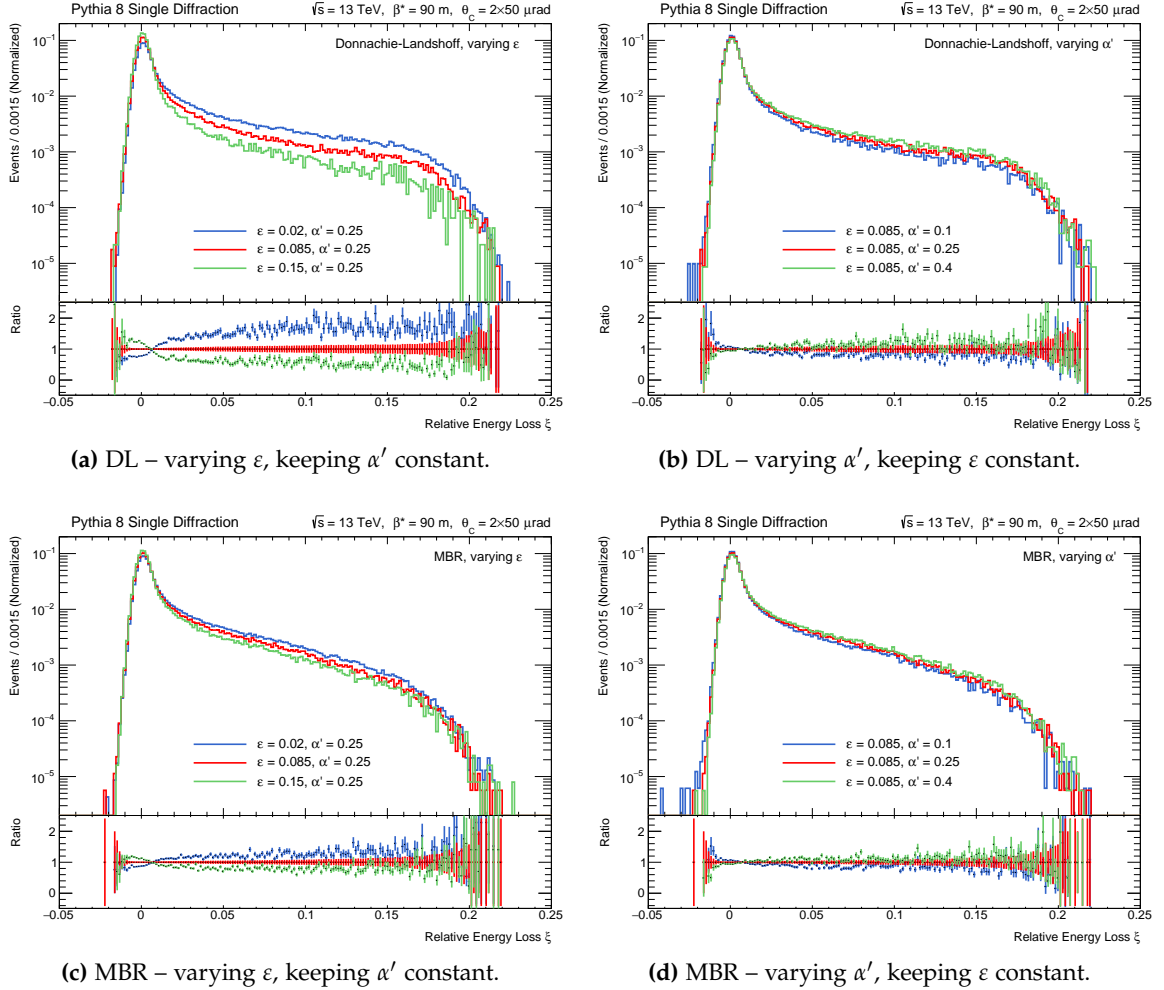 Pythia 8 Single Diffraction
√s = 13 TeV, β* = 90 m, θ_C = 2×50 μrad
Donnachie-Landshoff, varying ε
Events / 0.0015 (Normalized)
10⁻¹
10⁻²
10⁻³
10⁻⁴
10⁻⁵
ε = 0.02, α' = 0.25
ε = 0.085, α' = 0.25
ε = 0.15, α' = 0.25
Ratio
2
1
0
−0.05 0 0.05 0.1 0.15 0.2 0.25
Relative Energy Loss ξ
(a) DL – varying ε, keeping α′ constant.
Pythia 8 Single Diffraction
√s = 13 TeV, β* = 90 m, θ_C = 2×50 μrad
Donnachie-Landshoff, varying α'
Events / 0.0015 (Normalized)
10⁻¹
10⁻²
10⁻³
10⁻⁴
10⁻⁵
ε = 0.085, α' = 0.1
ε = 0.085, α' = 0.25
ε = 0.085, α' = 0.4
Ratio
2
1
0
−0.05 0 0.05 0.1 0.15 0.2 0.25
Relative Energy Loss ξ
(b) DL – varying α′, keeping ε constant.
Pythia 8 Single Diffraction
√s = 13 TeV, β* = 90 m, θ_C = 2×50 μrad
MBR, varying ε
Events / 0.0015 (Normalized)
10⁻¹
10⁻²
10⁻³
10⁻⁴
10⁻⁵
ε = 0.02, α' = 0.25
ε = 0.085, α' = 0.25
ε = 0.15, α' = 0.25
Ratio
2
1
0
−0.05 0 0.05 0.1 0.15 0.2 0.25
Relative Energy Loss ξ
(c) MBR – varying ε, keeping α′ constant.
Pythia 8 Single Diffraction
√s = 13 TeV, β* = 90 m, θ_C = 2×50 μrad
MBR, varying α'
Events / 0.0015 (Normalized)
10⁻¹
10⁻²
10⁻³
10⁻⁴
10⁻⁵
ε = 0.085, α' = 0.1
ε = 0.085, α' = 0.25
ε = 0.085, α' = 0.4
Ratio
2
1
0
−0.05 0 0.05 0.1 0.15 0.2 0.25
Relative Energy Loss ξ
(d) MBR – varying α′, keeping ε constant.